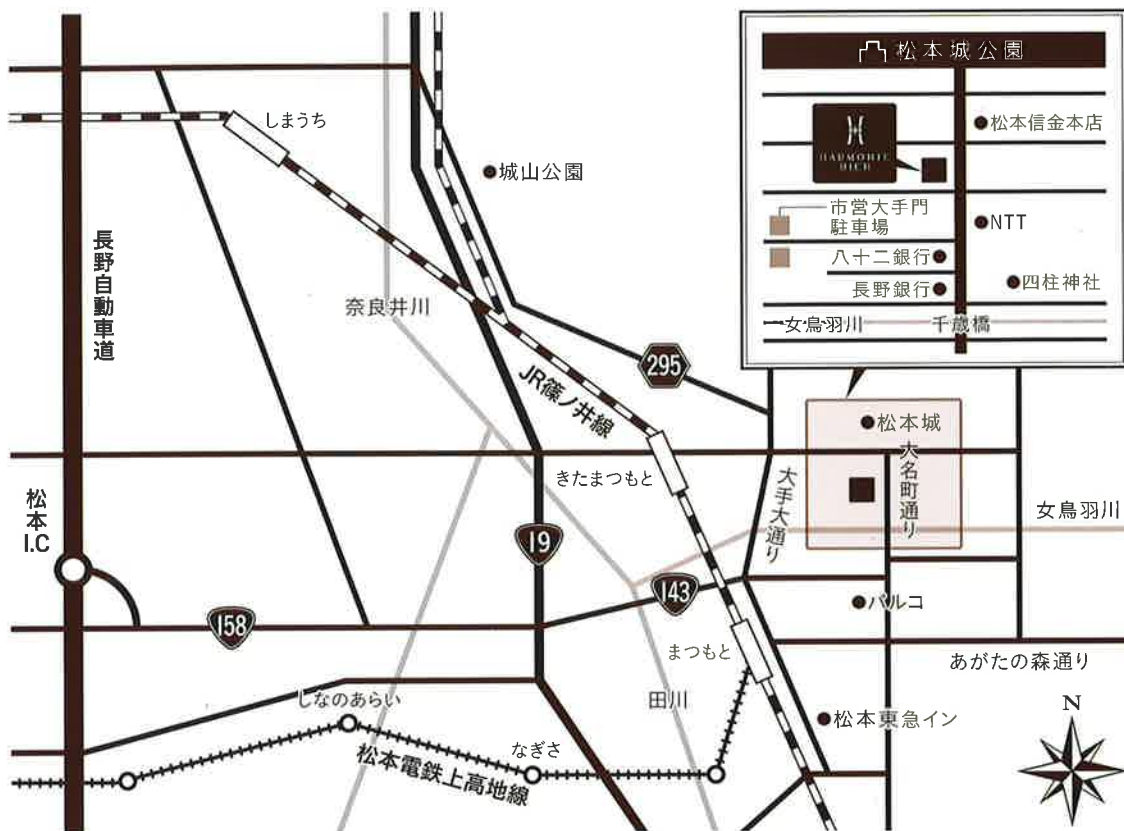 松本城公園
松本信金本店
HARMONIE
BIEN
市営大手門
駐車場
NTT
八十二銀行
長野銀行
四柱神社
女鳥羽川
千歳橋
しまうち
城山公園
長野自動車道
奈良井川
295
JR篠ノ井線
松本城
大名町通り
きたまつもと
大手大通り
松本
I.C
女鳥羽川
19
143
パルコ
158
まつもと
あがたの森通り
しなのあらい
田川
松本東急イン
なぎさ
松本電鉄上高地線
N